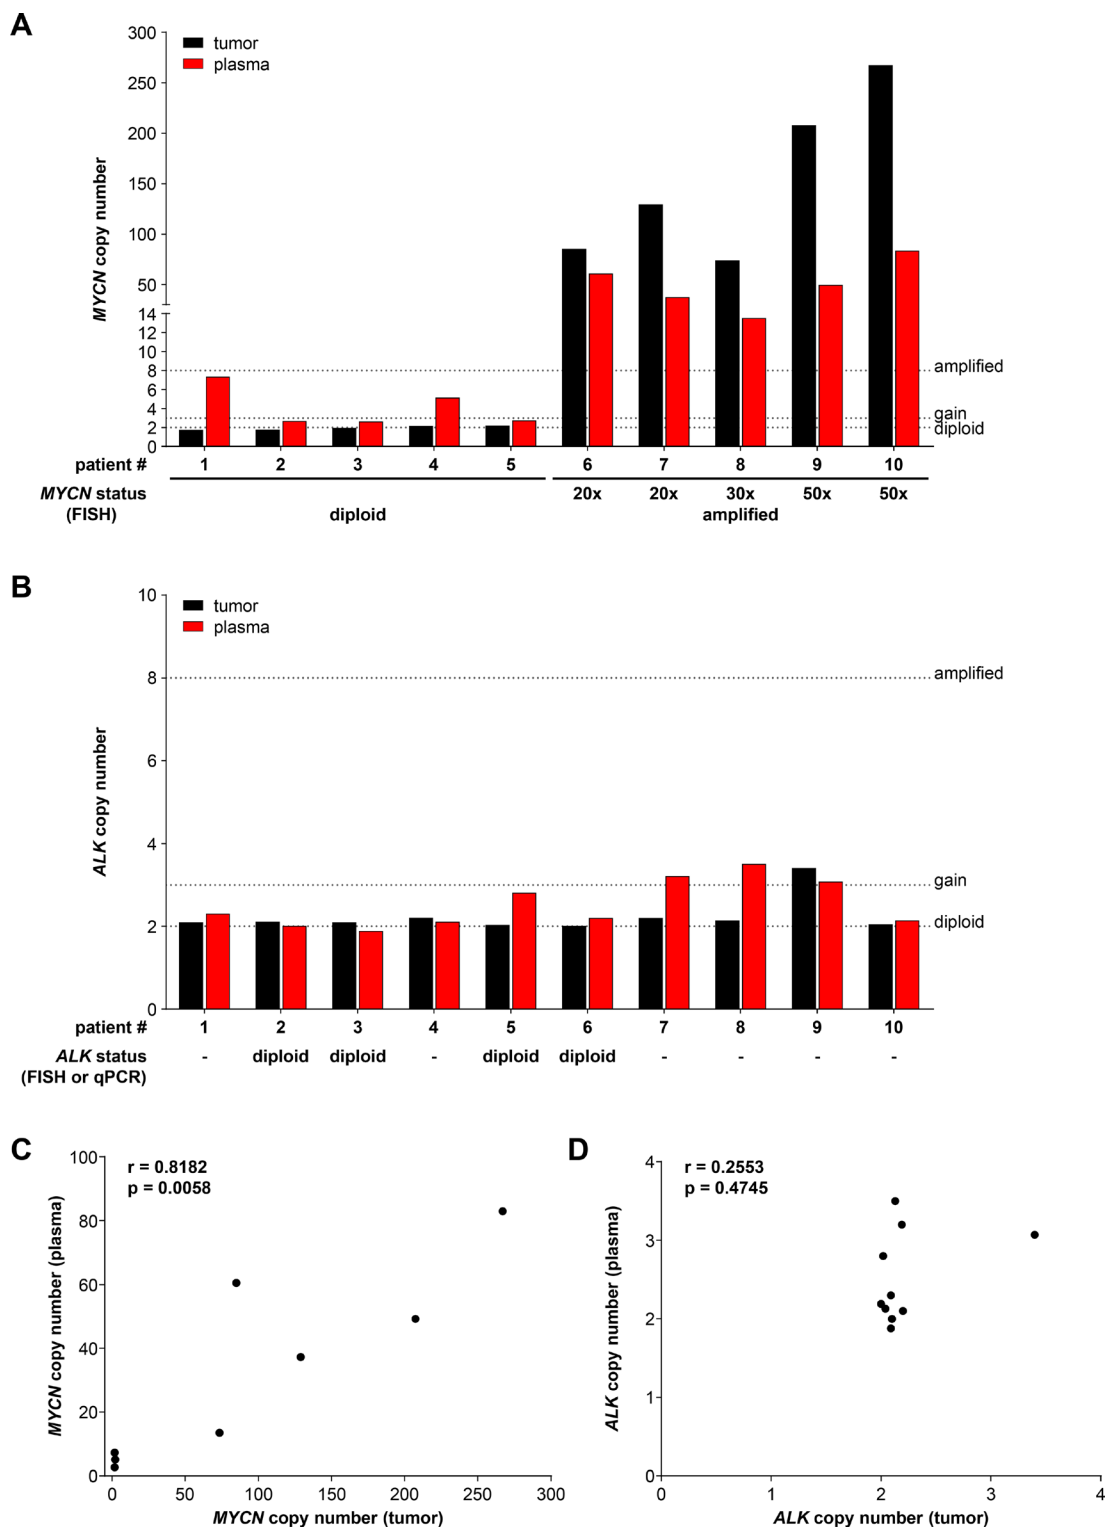 A
300
250
200
150
100
50
14
12
10
8
6
4
2
0
MYCN copy number
tumor
plasma
amplified
gain
diploid
patient # 1 2 3 4 5 6 7 8 9 10
MYCN status 20x 20x 30x 50x 50x
(FISH) diploid amplified
B
10
8
6
4
2
0
ALK copy number
tumor
plasma
amplified
gain
diploid
patient # 1 2 3 4 5 6 7 8 9 10
ALK status - diploid diploid - diploid diploid - - - -
(FISH or qPCR)
C
r = 0.8182
p = 0.0058
100
80
60
40
20
0
MYCN copy number (plasma)
0 50 100 150 200 250 300
MYCN copy number (tumor)
D
r = 0.2553
p = 0.4745
4
3
2
1
0
ALK copy number (plasma)
0 1 2 3 4
ALK copy number (tumor)